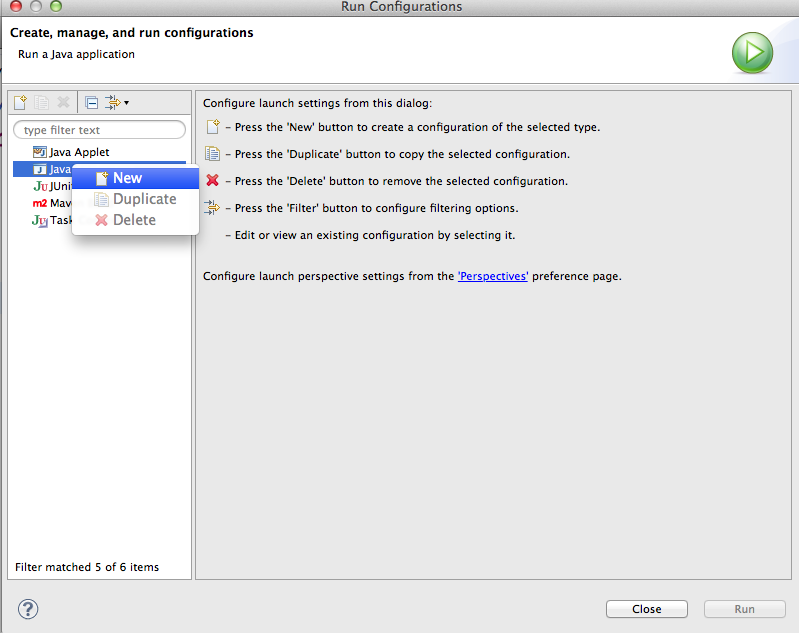 Run Configurations
Create, manage, and run configurations
Run a Java application
type filter text
Java Applet
Java
JUni
m2 Mav
Task
New
Duplicate
Delete
Filter matched 5 of 6 items
Configure launch settings from this dialog:
– Press the 'New' button to create a configuration of the selected type.
– Press the 'Duplicate' button to copy the selected configuration.
– Press the 'Delete' button to remove the selected configuration.
– Press the 'Filter' button to configure filtering options.
– Edit or view an existing configuration by selecting it.
Configure launch perspective settings from the 'Perspectives' preference page.
?
Close
Run